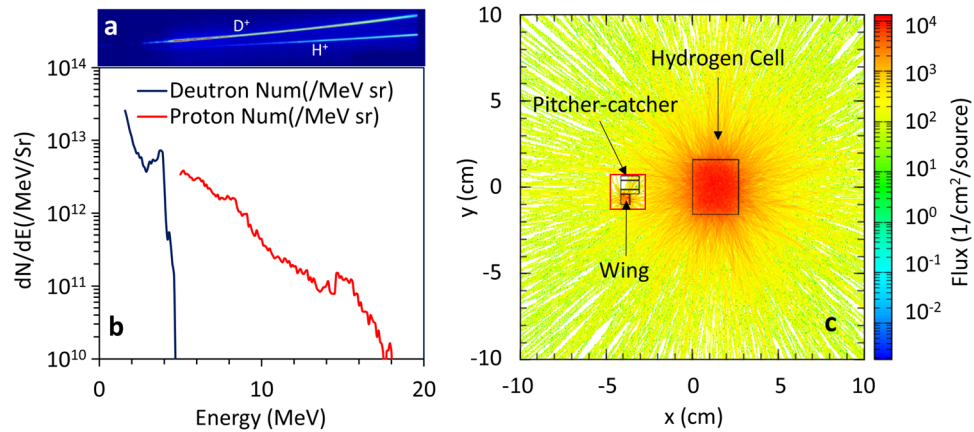 a
D⁺
H⁺
10¹⁴
10¹³
10¹²
10¹¹
10¹⁰
dN/dE(/MeV/Sr)
Deutron Num(/MeV sr)
Proton Num(/MeV sr)
b
0
10
20
Energy (MeV)
10
5
0
-5
-10
y (cm)
Hydrogen Cell
Pitcher-catcher
Wing
c
-10
-5
0
5
10
x (cm)
10⁴
10³
10²
10¹
10⁰
10⁻¹
10⁻²
Flux (1/cm²/source)